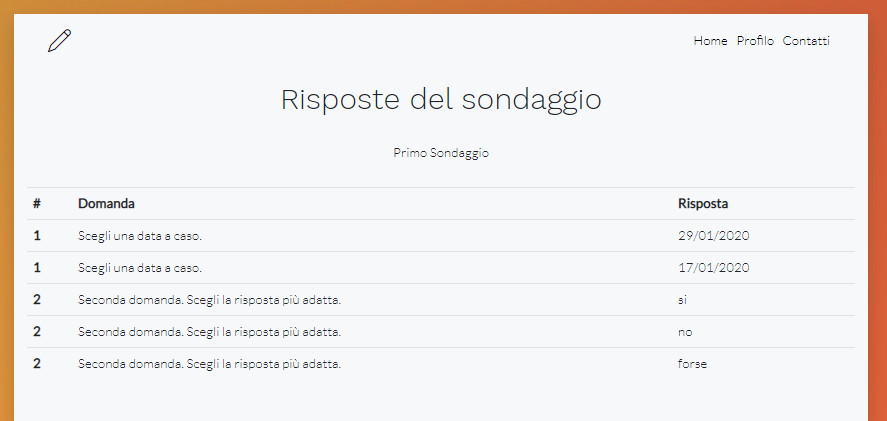 Home Profilo Contatti
Risposte del sondaggio
Primo Sondaggio
# Domanda Risposta
1 Scegli una data a caso. 29/01/2020
1 Scegli una data a caso. 17/01/2020
2 Seconda domanda. Scegli la risposta più adatta. si
2 Seconda domanda. Scegli la risposta più adatta. no
2 Seconda domanda. Scegli la risposta più adatta. forse